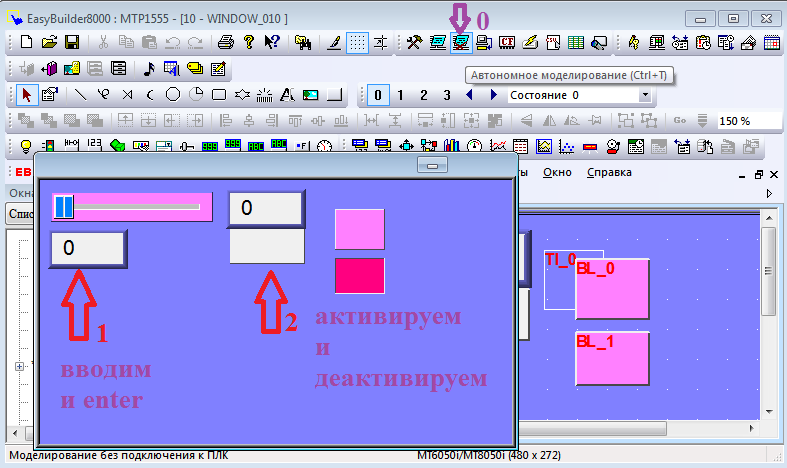 EasyBuilder8000 : MTP1555 - [10 - WINDOW_010 ]
0
Автономное моделирование (Ctrl+T)
0 1 2 3 Состояние 0
Go 150 %
EB
ты Окно Справка
Окна
Спис
0
0
TI_0
BL_0
BL_1
1
2
вводим
и enter
активируем
и
деактивируем
Моделирование без подключения к ПЛК
MT6050i/MT8050i (480 x 272)